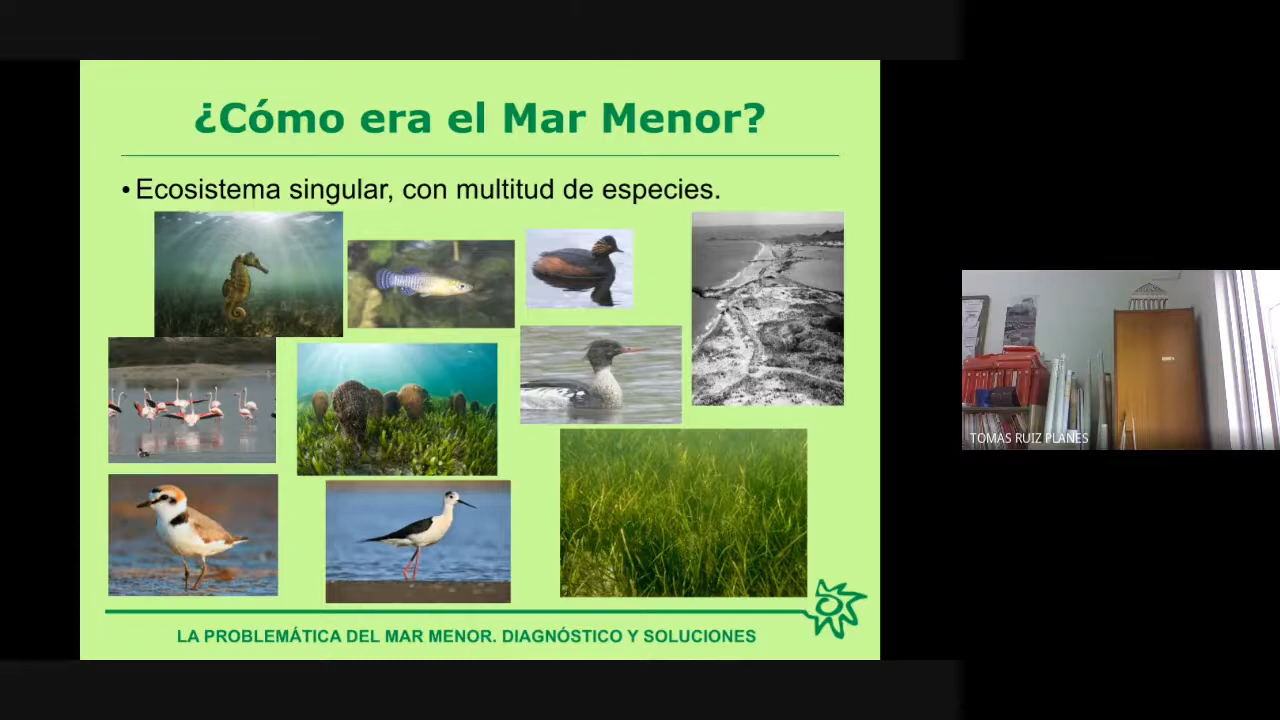 ¿Cómo era el Mar Menor?
• Ecosistema singular, con multitud de especies.
TOMAS RUIZ PLANES
LA PROBLEMÁTICA DEL MAR MENOR. DIAGNÓSTICO Y SOLUCIONES